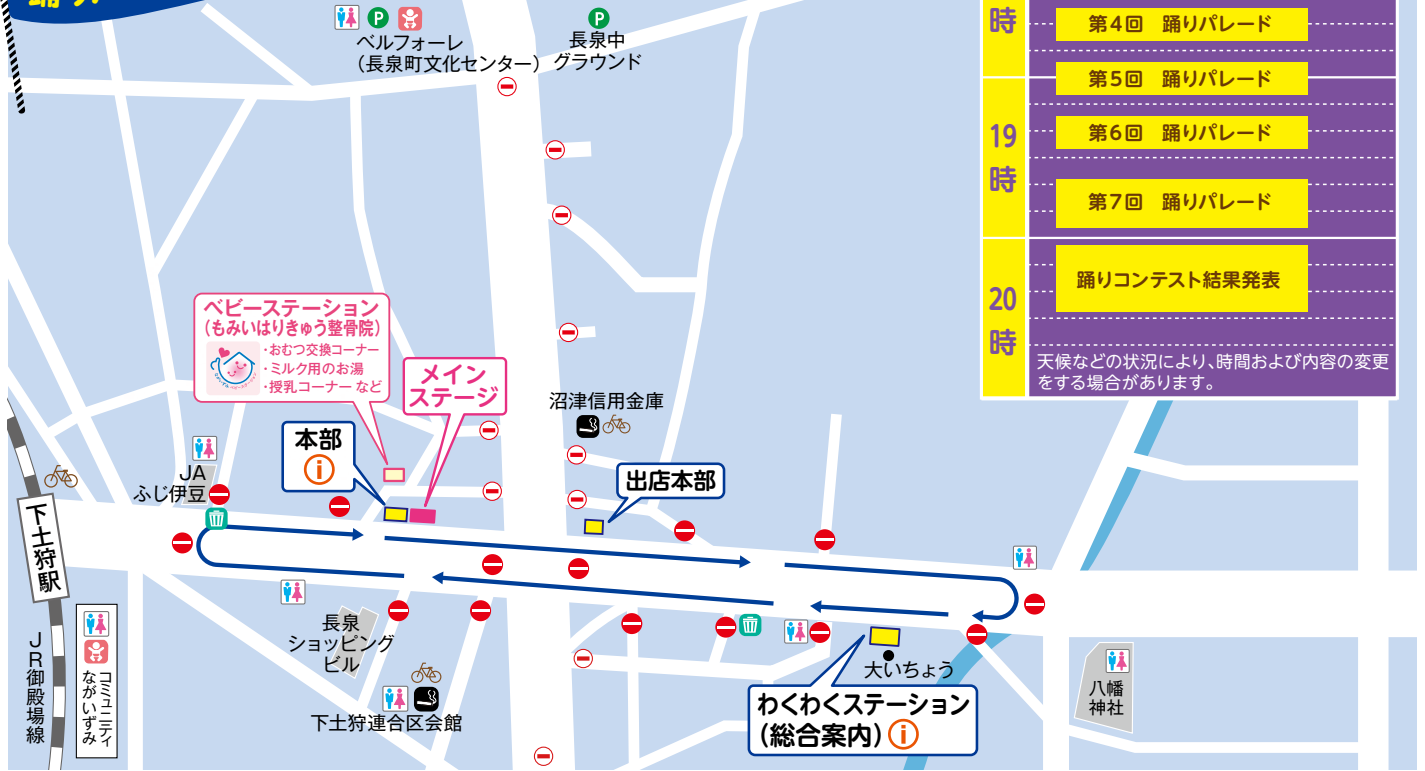 踊り
P
P
ベルフォーレ
（長泉町文化センター）
長泉中
グラウンド
時
第4回 踊りパレード
第5回 踊りパレード
19
時
第6回 踊りパレード
第7回 踊りパレード
20
時
踊りコンテスト結果発表
天候などの状況により、時間および内容の変更
をする場合があります。
ベビーステーション
(もみいはりきゅう整骨院)
・おむつ交換コーナー
・ミルク用のお湯
・授乳コーナー など
メイン
ステージ
本部
i
沼津信用金庫
出店本部
JA
ふじ伊豆
下土狩駅
JR御殿場線
コミュニティ
ながいずみ
長泉
ショッピング
ビル
下土狩連合区会館
大いちょう
わくわくステーション
(総合案内) i
八幡
神社